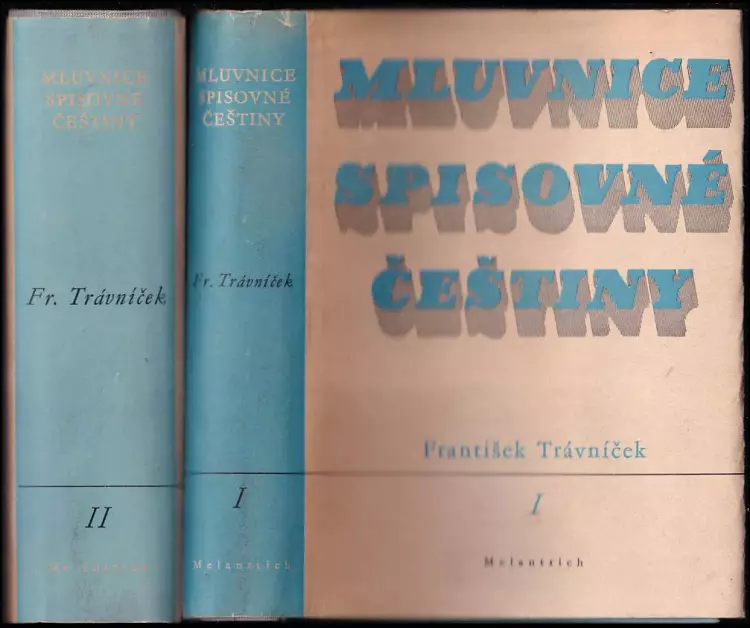 MLUVNICE
SPISOVNÉ
ČEŠTINY
Fr. Trávníček
II
MLUVNICE
SPISOVNÉ
ČEŠTINY
Fr. Trávníček
I
Melantrich
MLUVNICE
SPISOVNÉ
ČEŠTINY
František Trávníček
I
Melantrich